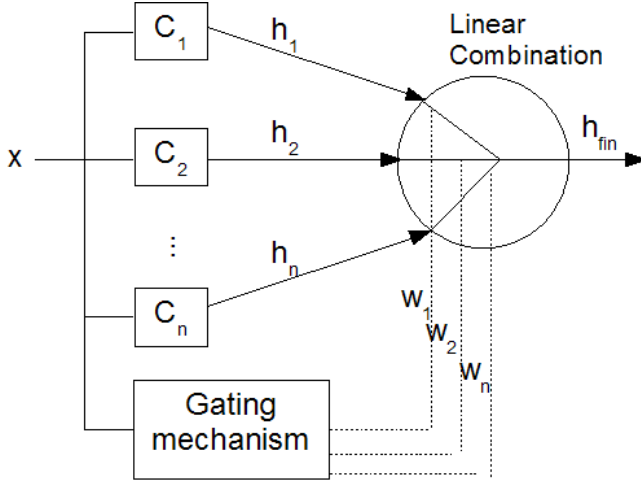 C1
h1
Linear
Combination
x
C2
h2
hfin
...
hn
Cn
w1
w2
wn
Gating
mechanism